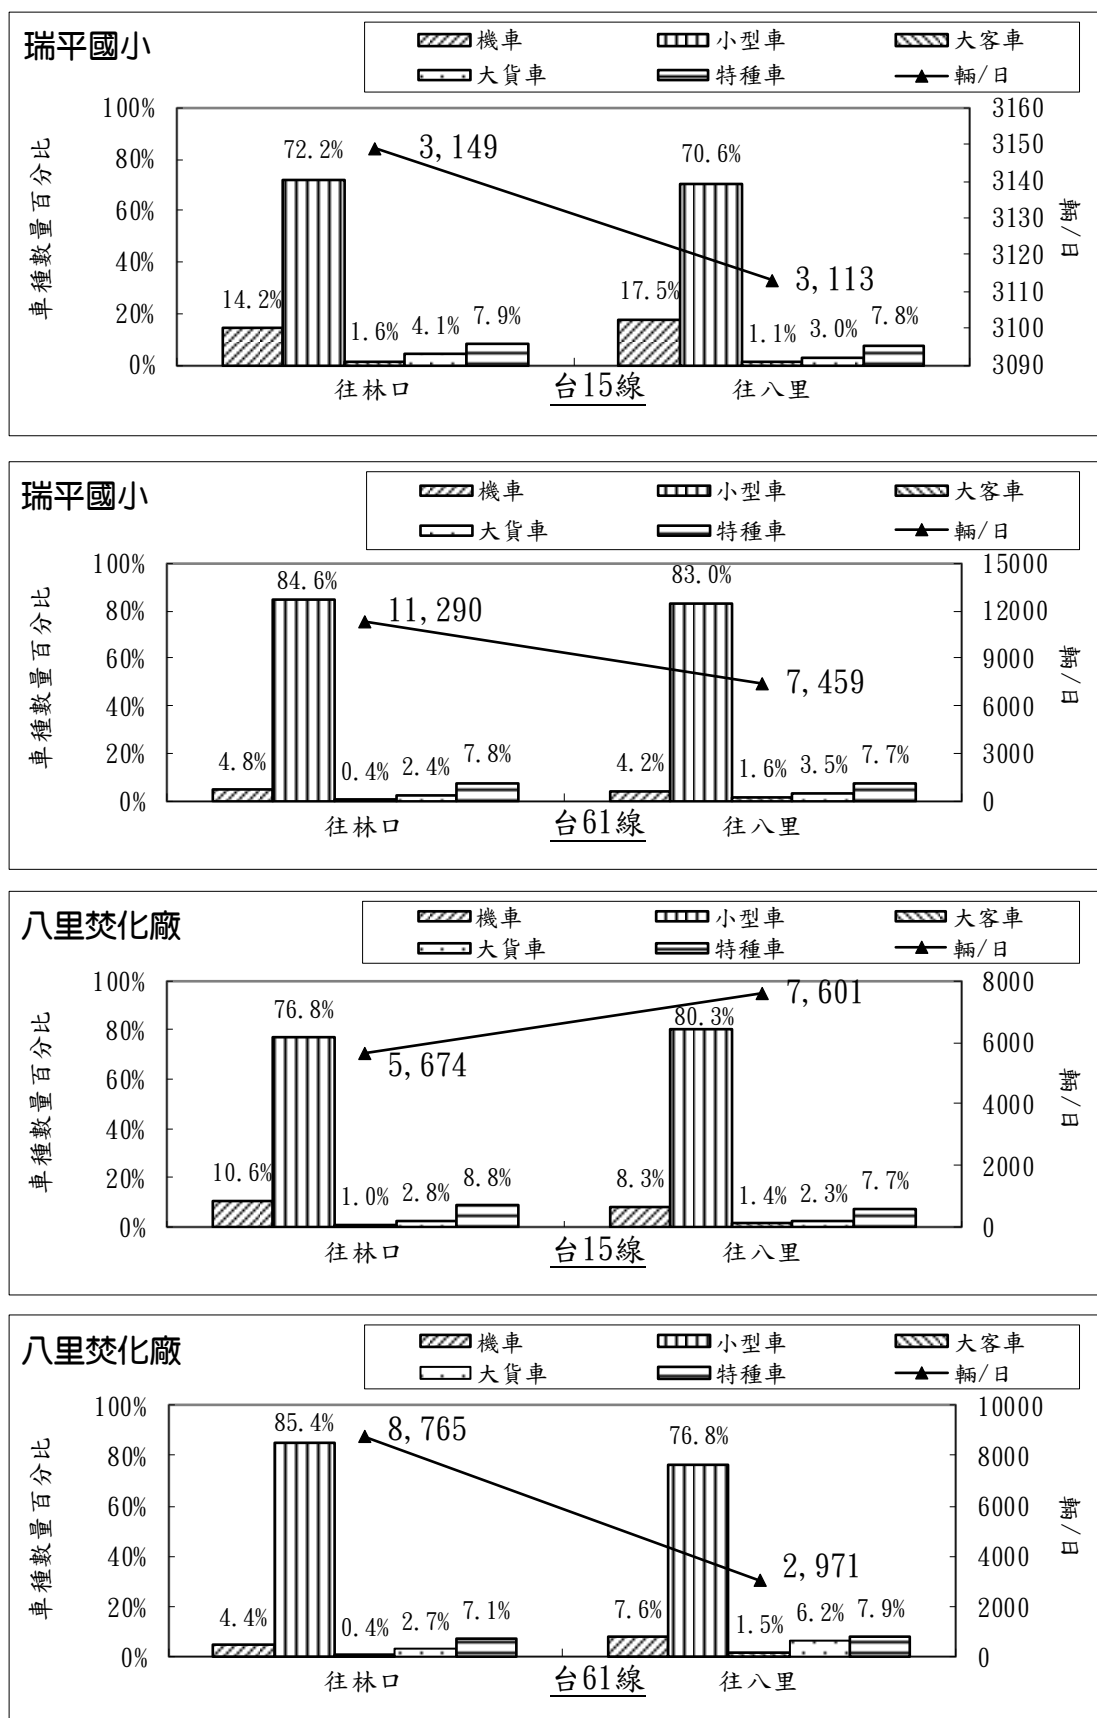 瑞平國小
機車 小型車 大客車
大貨車 特種車 輛/日
車種數量百分比
100%
80%
60%
40%
20%
0%
3160
3150
3140
3130
3120
3110
3100
3090
輛/日
14.2% 72.2% 1.6% 4.1% 7.9%
17.5% 70.6% 1.1% 3.0% 7.8%
3,149
3,113
往林口 台15線 往八里
瑞平國小
機車 小型車 大客車
大貨車 特種車 輛/日
車種數量百分比
100%
80%
60%
40%
20%
0%
15000
12000
9000
6000
3000
0
輛/日
4.8% 84.6% 0.4% 2.4% 7.8%
4.2% 83.0% 1.6% 3.5% 7.7%
11,290
7,459
往林口 台61線 往八里
八里焚化廠
機車 小型車 大客車
大貨車 特種車 輛/日
車種數量百分比
100%
80%
60%
40%
20%
0%
8000
6000
4000
2000
0
輛/日
10.6% 76.8% 1.0% 2.8% 8.8%
8.3% 80.3% 1.4% 2.3% 7.7%
5,674
7,601
往林口 台15線 往八里
八里焚化廠
機車 小型車 大客車
大貨車 特種車 輛/日
車種數量百分比
100%
80%
60%
40%
20%
0%
10000
8000
6000
4000
2000
0
輛/日
4.4% 85.4% 0.4% 2.7% 7.1%
7.6% 76.8% 1.5% 6.2% 7.9%
8,765
2,971
往林口 台61線 往八里